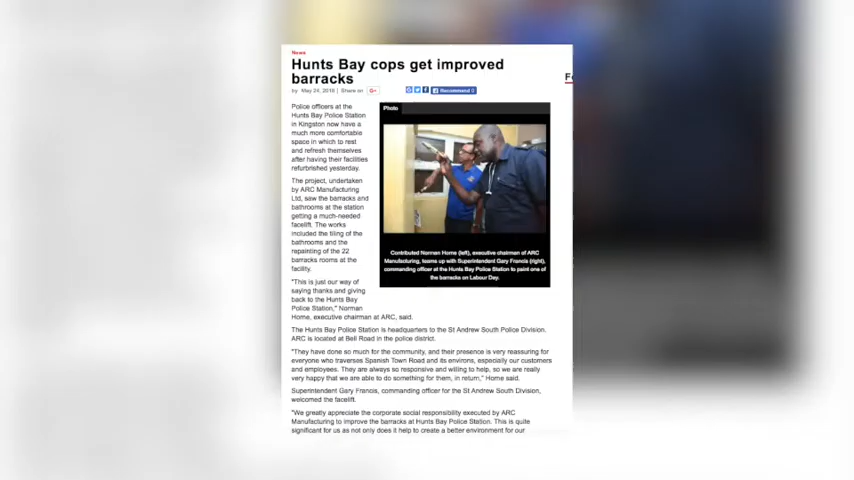 News
Hunts Bay cops get improved
barracks
by May 24, 2018 | Share on G+
Recommend 0
Police officers at the
Hunts Bay Police Station
in Kingston now have a
much more comfortable
space in which to rest
and refresh themselves
after having their facilities
refurbished yesterday.
The project, undertaken
by ARC Manufacturing
Ltd, saw the barracks and
bathrooms at the station
getting a much-needed
facelift. The works
included the tiling of the
bathrooms and the
repainting of the 22
barracks rooms at the
facility.
Photo
Contributed Norman Horne (left), executive chairman of ARC
Manufacturing, teams up with Superintendent Gary Francis (right),
commanding officer at the Hunts Bay Police Station to paint one of
the barracks on Labour Day.
"This is just our way of
saying thanks and giving
back to the Hunts Bay
Police Station," Norman
Horne, executive chairman at ARC, said.
The Hunts Bay Police Station is headquarters to the St Andrew South Police Division.
ARC is located at Bell Road in the police district.
"They have done so much for the community, and their presence is very reassuring for
everyone who traverses Spanish Town Road and its environs, especially our customers
and employees. They are always so responsive and willing to help, so we are really
very happy that we are able to do something for them, in return," Horne said.
Superintendent Gary Francis, commanding officer for the St Andrew South Division,
welcomed the facelift.
"We greatly appreciate the corporate social responsibility executed by ARC
Manufacturing to improve the barracks at Hunts Bay Police Station. This is quite
significant for us as not only does it help to create a better environment for our